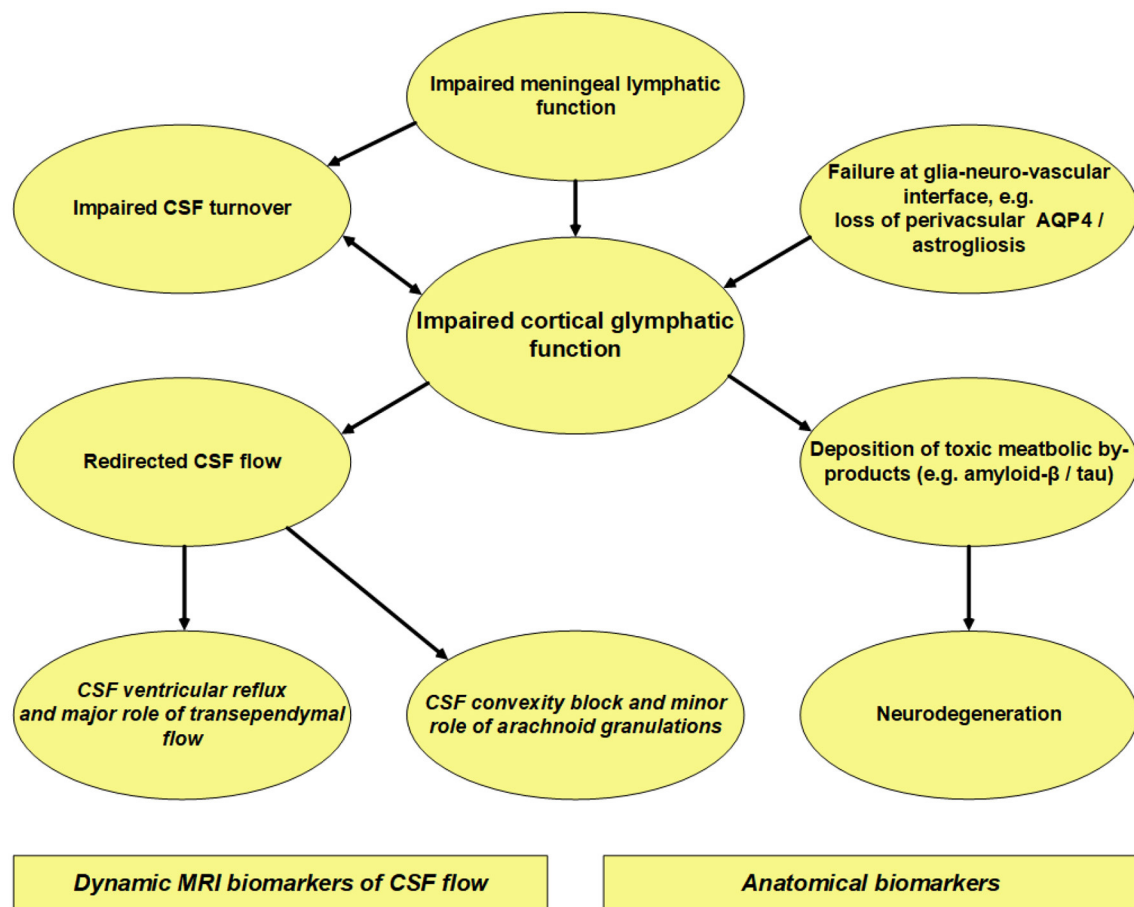 Impaired meningeal lymphatic
function
Impaired CSF turnover
Failure at glia-neuro-vascular
interface, e.g.
loss of perivacsular AQP4 /
astrogliosis
Impaired cortical glymphatic
function
Redirected CSF flow
Deposition of toxic meatbolic by-
products (e.g. amyloid-β / tau)
CSF ventricular reflux
and major role of transependymal
flow
CSF convexity block and minor
role of arachnoid granulations
Neurodegeneration
Dynamic MRI biomarkers of CSF flow
Anatomical biomarkers